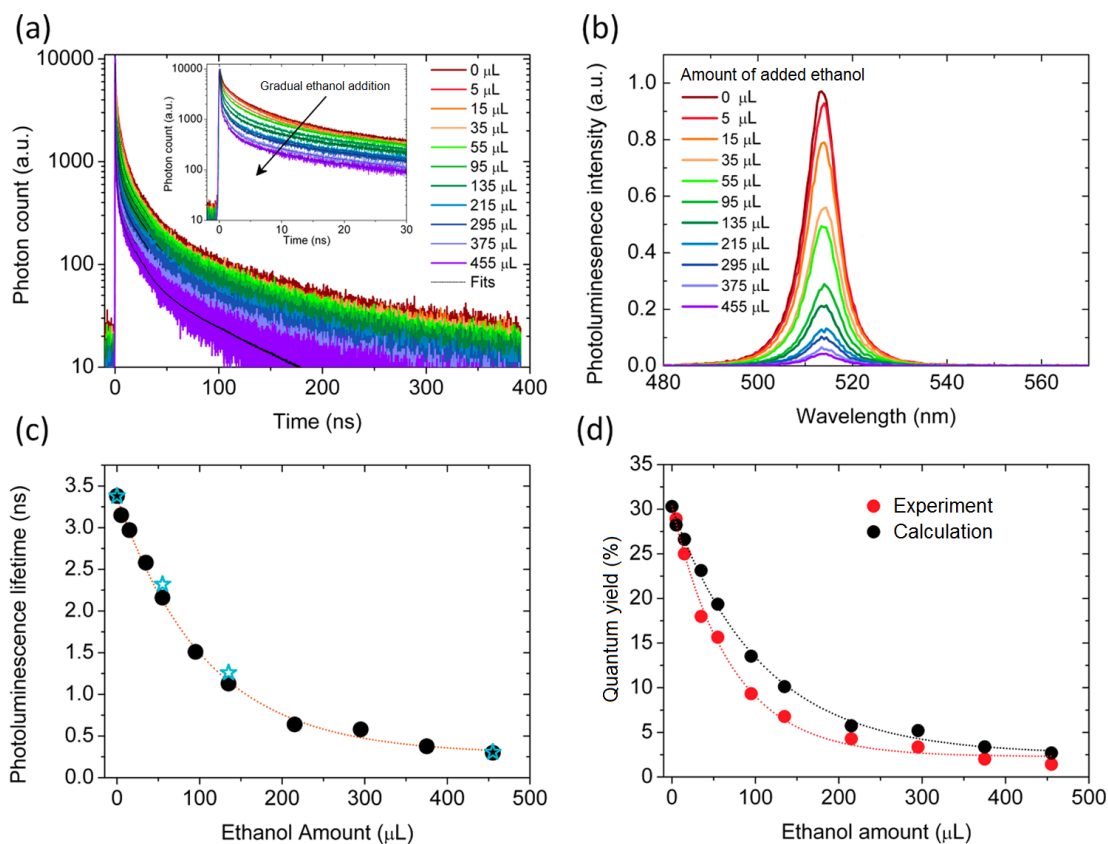 (a)
Photon count (a.u.)
10000
1000
100
10
0
100
200
300
400
Time (ns)
Photon count (a.u.)
10000
1000
100
10
0
10
20
30
Time (ns)
Gradual ethanol addition
0 μL
5 μL
15 μL
35 μL
55 μL
95 μL
135 μL
215 μL
295 μL
375 μL
455 μL
Fits
(b)
Photoluminesenece intensity (a.u.)
1.0
0.8
0.6
0.4
0.2
0.0
480
500
520
540
560
Wavelength (nm)
Amount of added ethanol
0 μL
5 μL
15 μL
35 μL
55 μL
95 μL
135 μL
215 μL
295 μL
375 μL
455 μL
(c)
Photoluminescence lifetime (ns)
3.5
3.0
2.5
2.0
1.5
1.0
0.5
0.0
0
100
200
300
400
500
Ethanol Amount (μL)
(d)
Quantum yield (%)
35
30
25
20
15
10
5
0
0
100
200
300
400
500
Ethanol amount (μL)
Experiment
Calculation